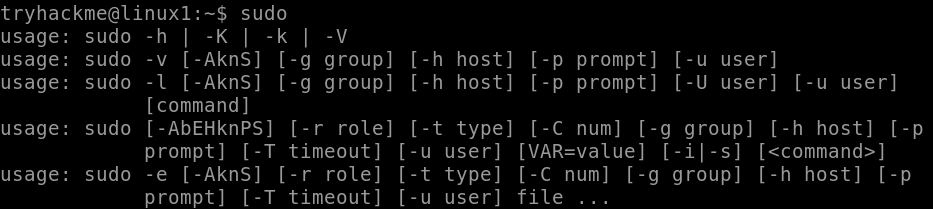 tryhackme@linux1:~$ sudo
usage: sudo -h | -K | -k | -V
usage: sudo -v [-AknS] [-g group] [-h host] [-p prompt] [-u user]
usage: sudo -l [-AknS] [-g group] [-h host] [-p prompt] [-U user] [-u user]
            [command]
usage: sudo [-AbEHknPS] [-r role] [-t type] [-C num] [-g group] [-h host] [-p
            prompt] [-T timeout] [-u user] [VAR=value] [-i|-s] [<command>]
usage: sudo -e [-AknS] [-r role] [-t type] [-C num] [-g group] [-h host] [-p
            prompt] [-T timeout] [-u user] file ...